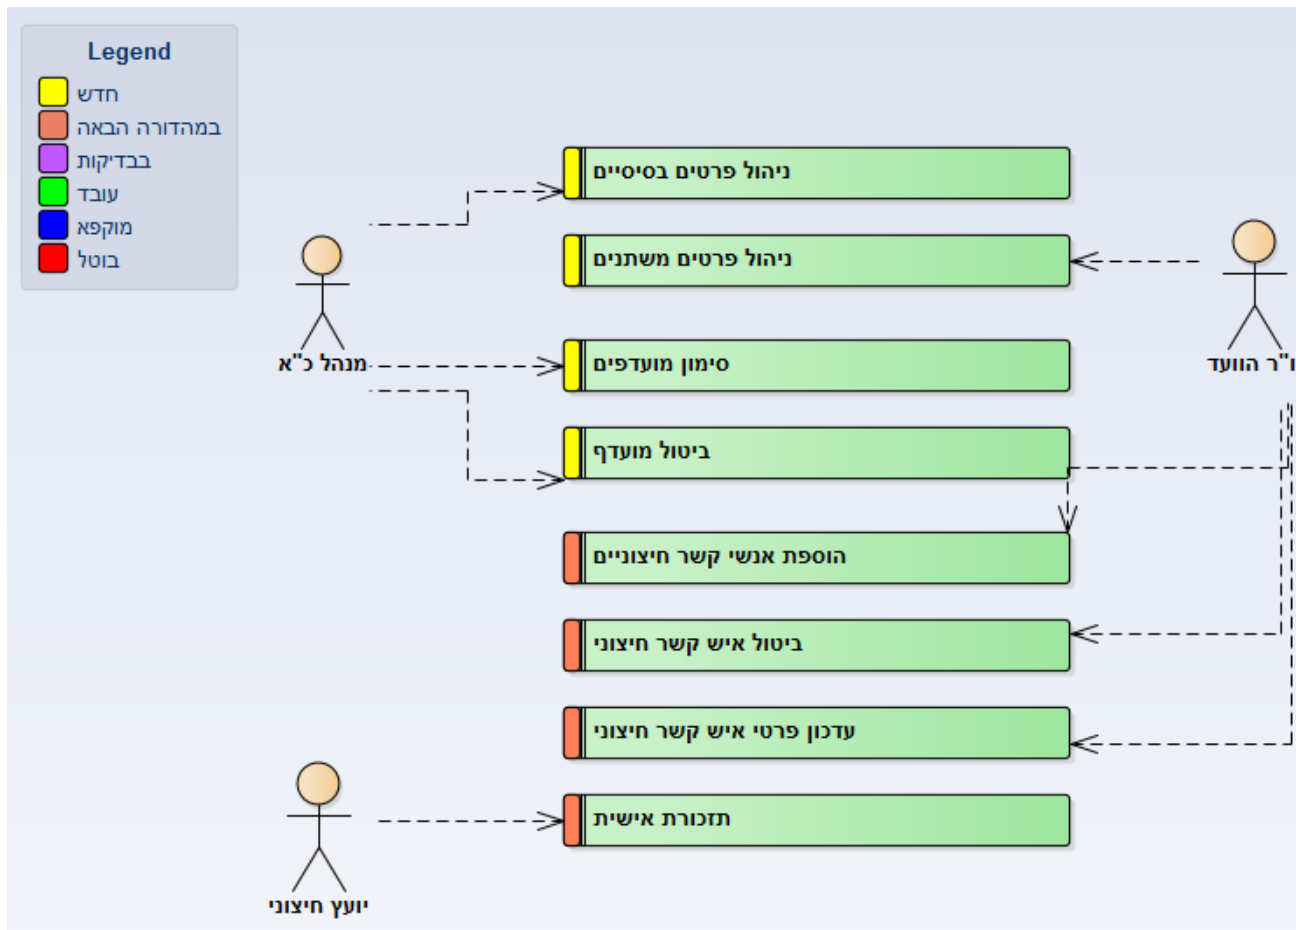 Legend
חדש
במהדורה הבאה
בבדיקות
עובד
מוקפא
בוטל
ניהול פרטים בסיסיים
ניהול פרטים משתנים
מנהל כ"א
סימון מועדפים
ו"ר הוועד
ביטול מועדף
הוספת אנשי קשר חיצוניים
ביטול איש קשר חיצוני
עדכון פרטי איש קשר חיצוני
תזכורת אישית
יועץ חיצוני